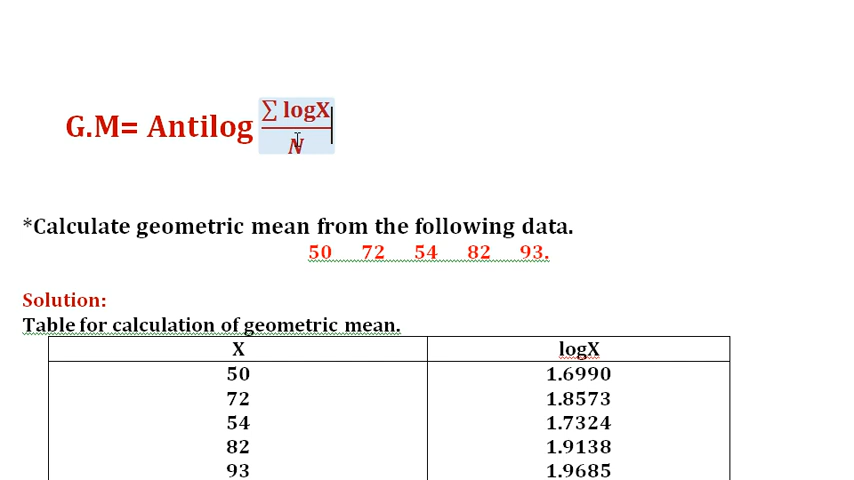 G.M= Antilog ∑ logX / N
*Calculate geometric mean from the following data.
50 72 54 82 93.
Solution:
Table for calculation of geometric mean.
X logX
50 1.6990
72 1.8573
54 1.7324
82 1.9138
93 1.9685